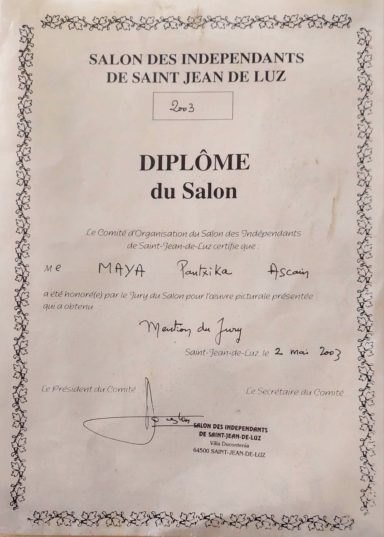 SALON DES INDEPENDANTS
DE SAINT JEAN DE LUZ
2003
DIPLÔME
du Salon
Le Comité d'Organisation du Salon des Indépendants
de Saint-Jean-de-Luz certifie que :
Me MAYA Pantxika Ascain
a été honoré(e) par le Jury du Salon pour l'oeuvre picturale présentée
qui a obtenu
Mention du Jury
Saint-Jean-de-Luz, le 2 mai 2003
Le Président du Comité Le Secrétaire du Comité
SALON DES INDEPENDANTS
DE SAINT-JEAN-DE-LUZ
Villa Ducontenia
64500 SAINT-JEAN-DE-LUZ